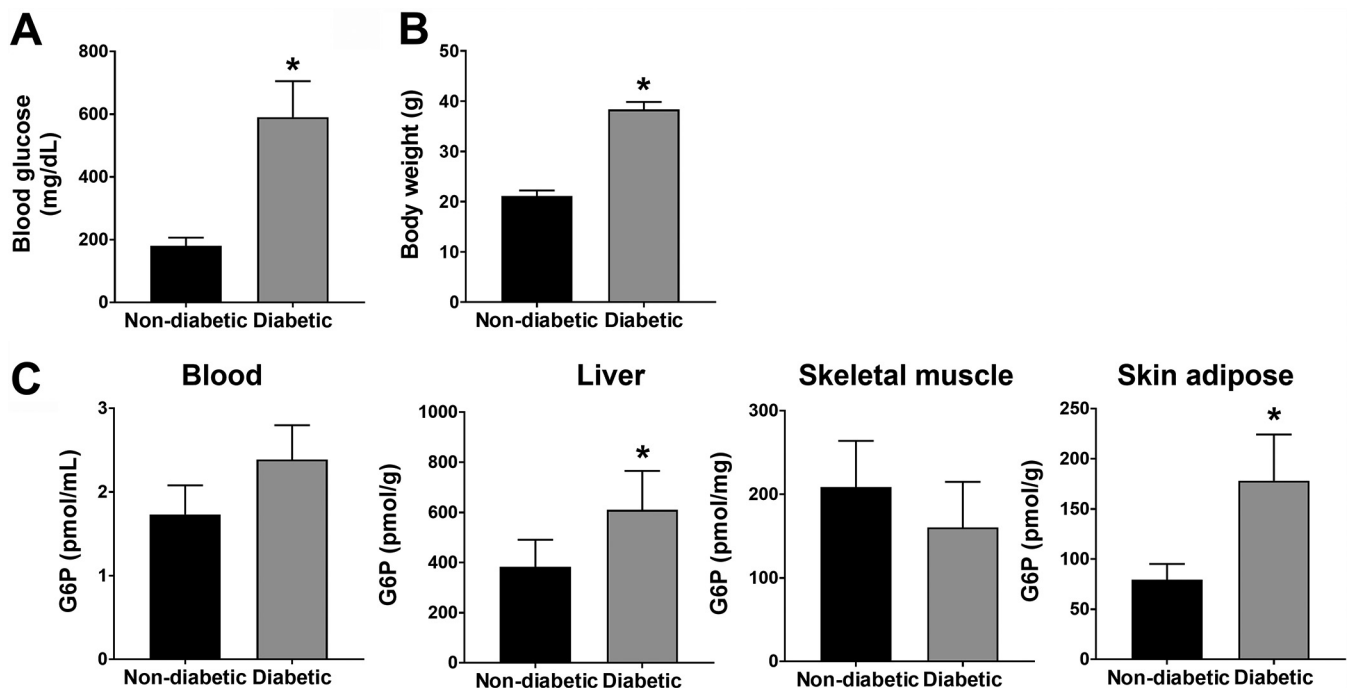 A
Blood glucose
(mg/dL)
800
600
400
200
0
*
Non-diabetic Diabetic
B
Body weight (g)
50
40
30
20
10
0
*
Non-diabetic Diabetic
C
Blood
G6P (pmol/mL)
3
2
1
0
Non-diabetic Diabetic
Liver
G6P (pmol/g)
1000
800
600
400
200
0
*
Non-diabetic Diabetic
Skeletal muscle
G6P (pmol/mg)
300
200
100
0
Non-diabetic Diabetic
Skin adipose
G6P (pmol/g)
250
200
150
100
50
0
*
Non-diabetic Diabetic